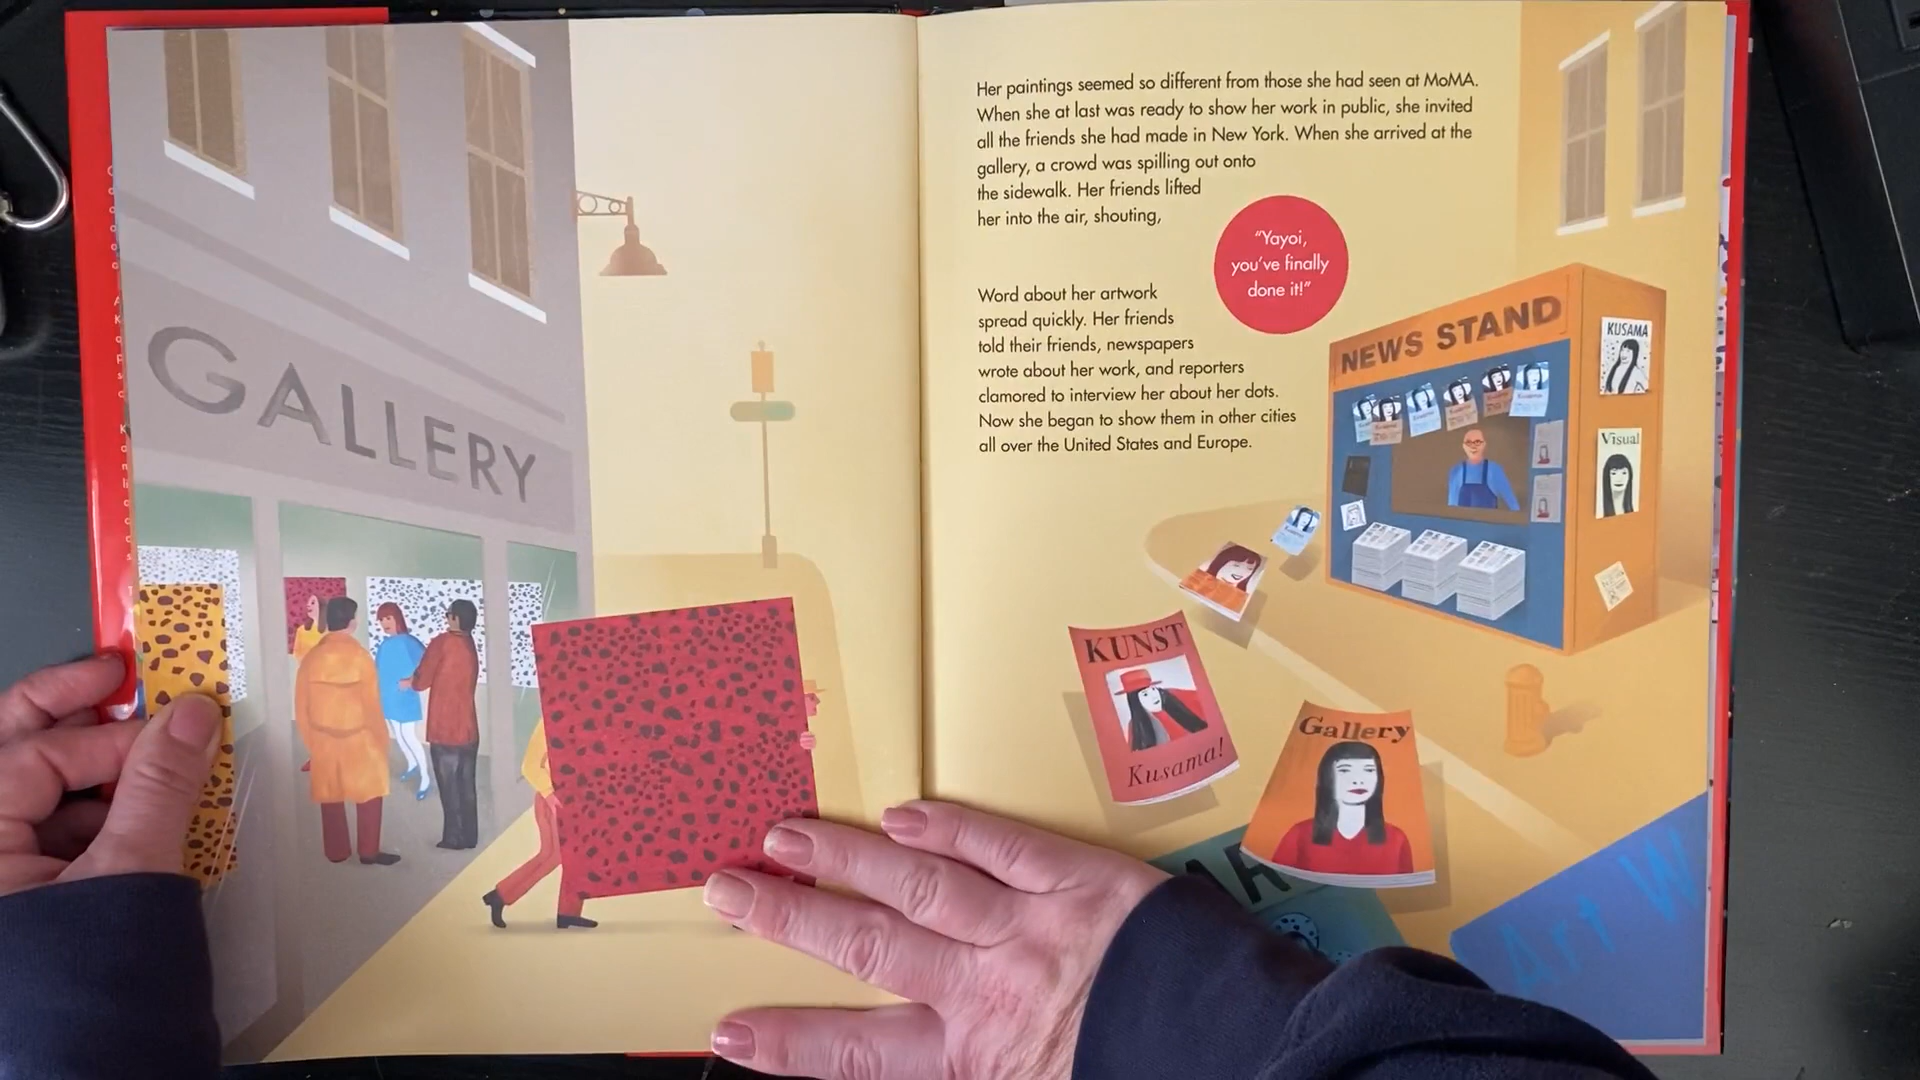 GALLERY
Her paintings seemed so different from those she had seen at MoMA.
When she at last was ready to show her work in public, she invited
all the friends she had made in New York. When she arrived at the
gallery, a crowd was spilling out onto
the sidewalk. Her friends lifted
her into the air, shouting,
"Yayoi,
you've finally
done it!"
Word about her artwork
spread quickly. Her friends
told their friends, newspapers
wrote about her work, and reporters
clamored to interview her about her dots.
Now she began to show them in other cities
all over the United States and Europe.
NEWS STAND
KUSAMA
Visual
KUNST
Kusama!
Gallery
Art W